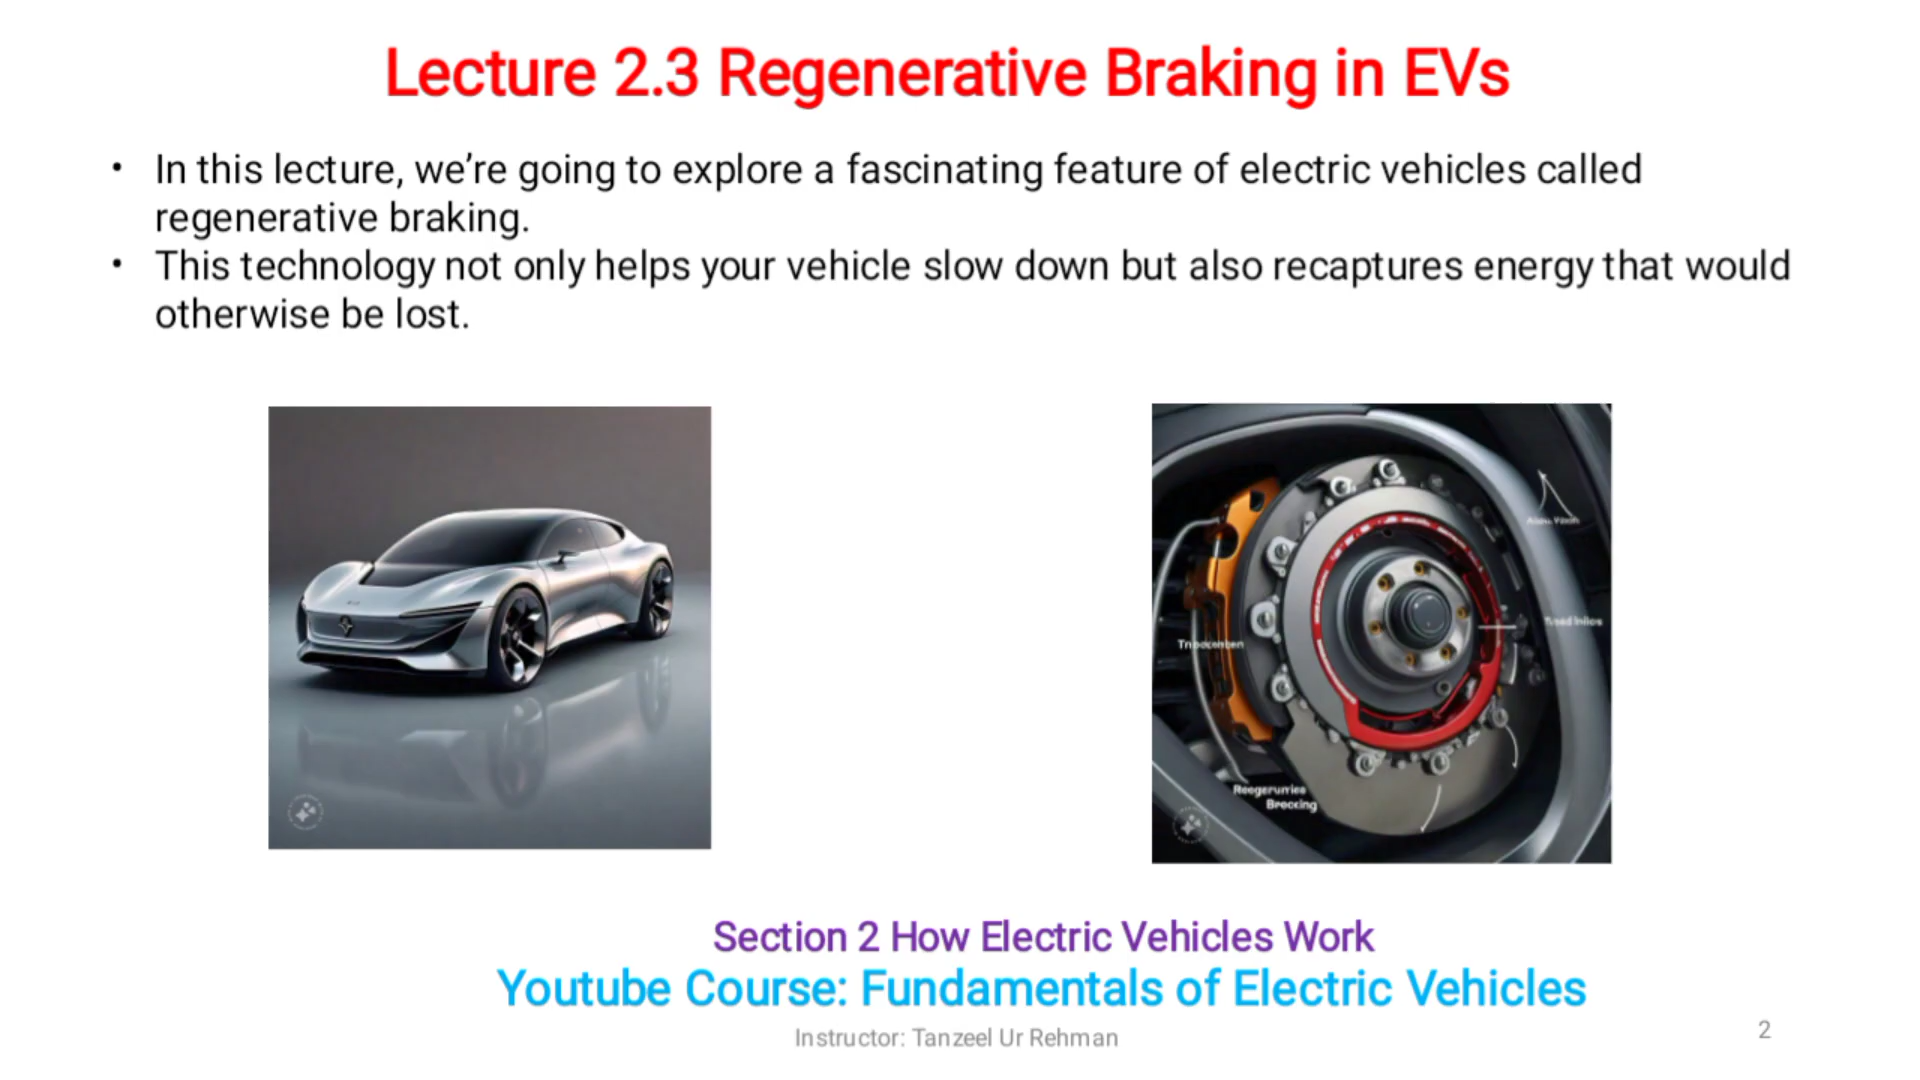 Lecture 2.3 Regenerative Braking in EVs
• In this lecture, we’re going to explore a fascinating feature of electric vehicles called
regenerative braking.
• This technology not only helps your vehicle slow down but also recaptures energy that would
otherwise be lost.
Section 2 How Electric Vehicles Work
Youtube Course: Fundamentals of Electric Vehicles
Instructor: Tanzeel Ur Rehman
2